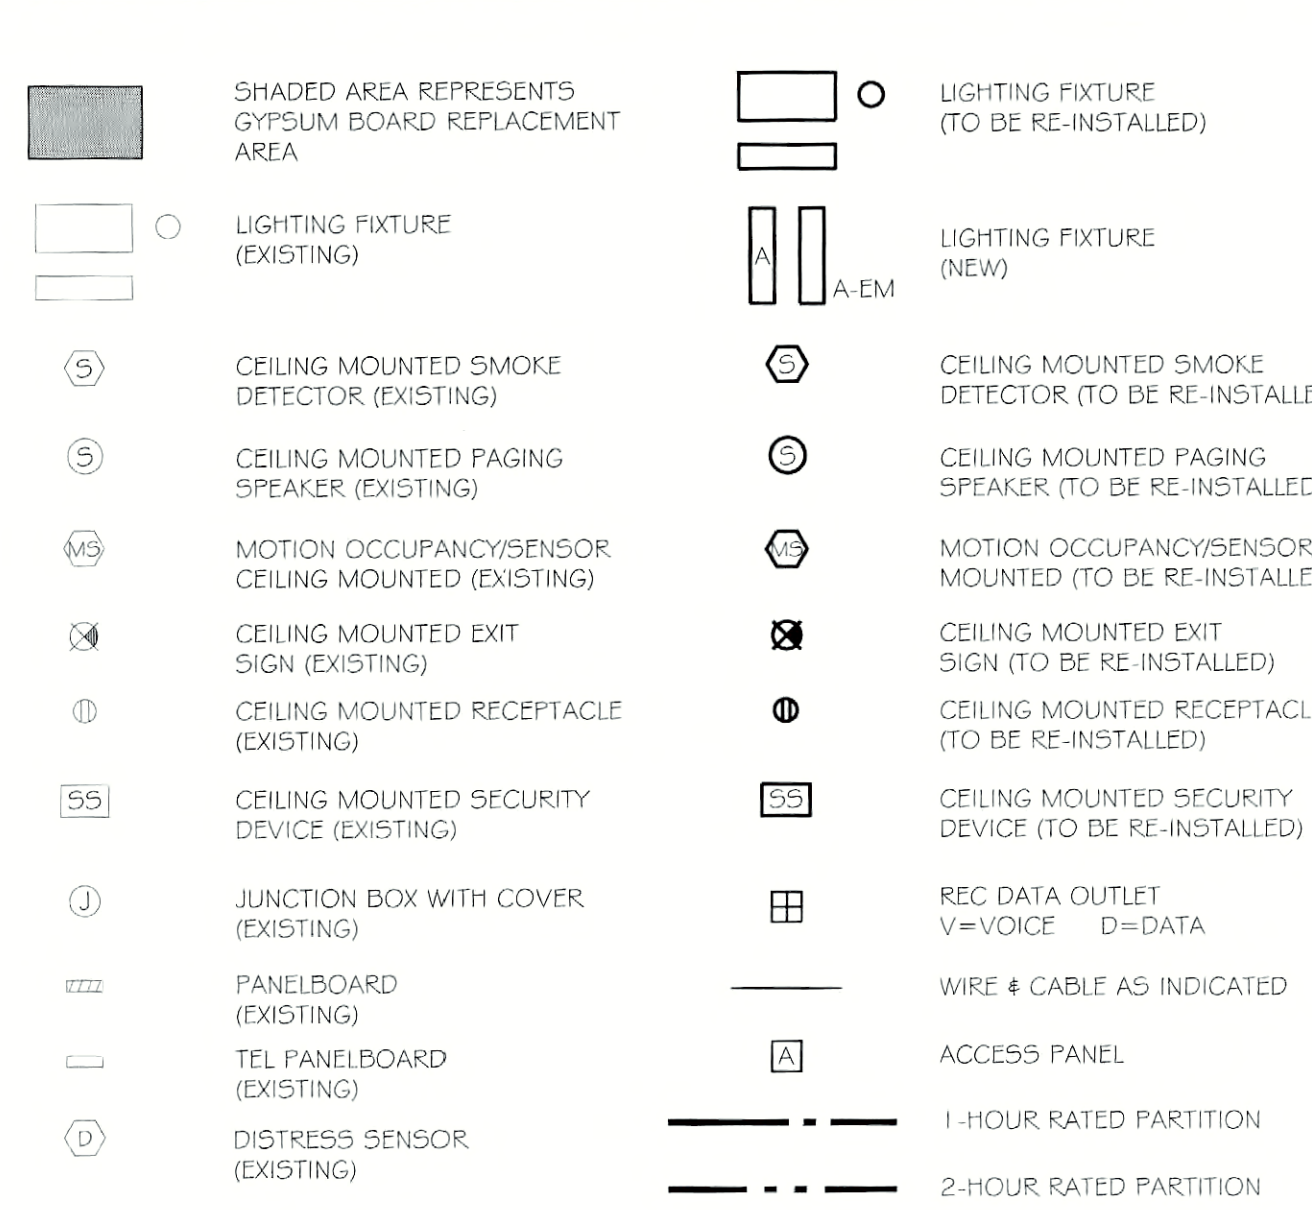 SHADED AREA REPRESENTS
GYPSUM BOARD REPLACEMENT
AREA
LIGHTING FIXTURE
(EXISTING)
S
CEILING MOUNTED SMOKE
DETECTOR (EXISTING)
S
CEILING MOUNTED PAGING
SPEAKER (EXISTING)
MS
MOTION OCCUPANCY/SENSOR
CEILING MOUNTED (EXISTING)
CEILING MOUNTED EXIT
SIGN (EXISTING)
CEILING MOUNTED RECEPTACLE
(EXISTING)
SS
CEILING MOUNTED SECURITY
DEVICE (EXISTING)
J
JUNCTION BOX WITH COVER
(EXISTING)
PANELBOARD
(EXISTING)
TEL PANELBOARD
(EXISTING)
D
DISTRESS SENSOR
(EXISTING)
LIGHTING FIXTURE
(TO BE RE-INSTALLED)
A
A-EM
LIGHTING FIXTURE
(NEW)
S
CEILING MOUNTED SMOKE
DETECTOR (TO BE RE-INSTALLE
S
CEILING MOUNTED PAGING
SPEAKER (TO BE RE-INSTALLED
MS
MOTION OCCUPANCY/SENSOR
MOUNTED (TO BE RE-INSTALLE
CEILING MOUNTED EXIT
SIGN (TO BE RE-INSTALLED)
CEILING MOUNTED RECEPTACL
(TO BE RE-INSTALLED)
SS
CEILING MOUNTED SECURITY
DEVICE (TO BE RE-INSTALLED)
REC DATA OUTLET
V=VOICE D=DATA
WIRE & CABLE AS INDICATED
A
ACCESS PANEL
1-HOUR RATED PARTITION
2-HOUR RATED PARTITION